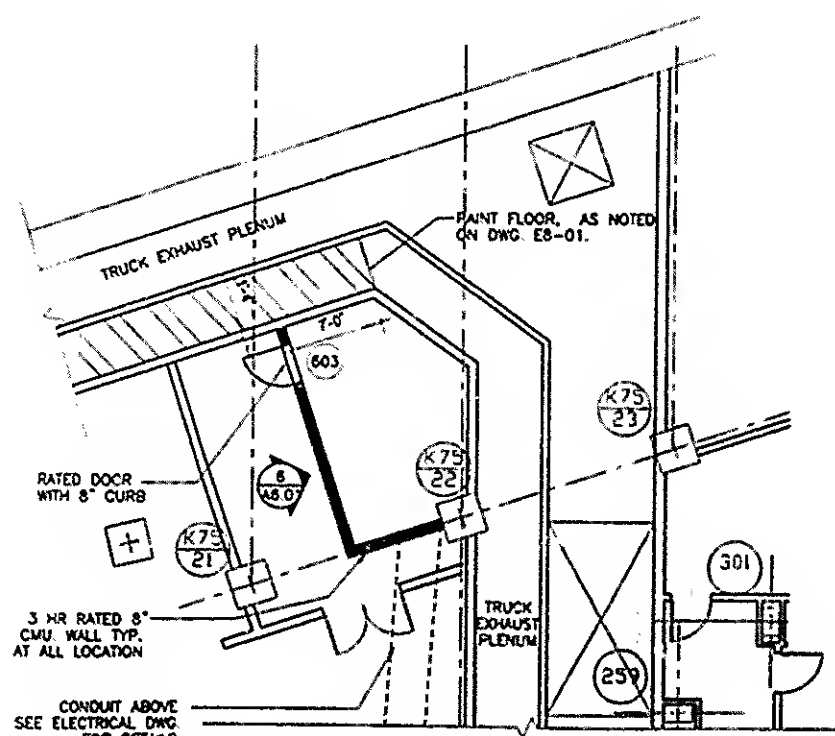 TRUCK EXHAUST PLENUM
PAINT FLOOR, AS NOTED
ON DWG. E8-01.
7'-0"
603
K75
23
RATED DOOR
WITH 8" CURB
6
K75
22
K75
21
3 HR RATED 8"
CMU. WALL TYP.
AT ALL LOCATION
TRUCK
EXHAUST
PLENUM
301
259
CONDUIT ABOVE
SEE ELECTRICAL DWG